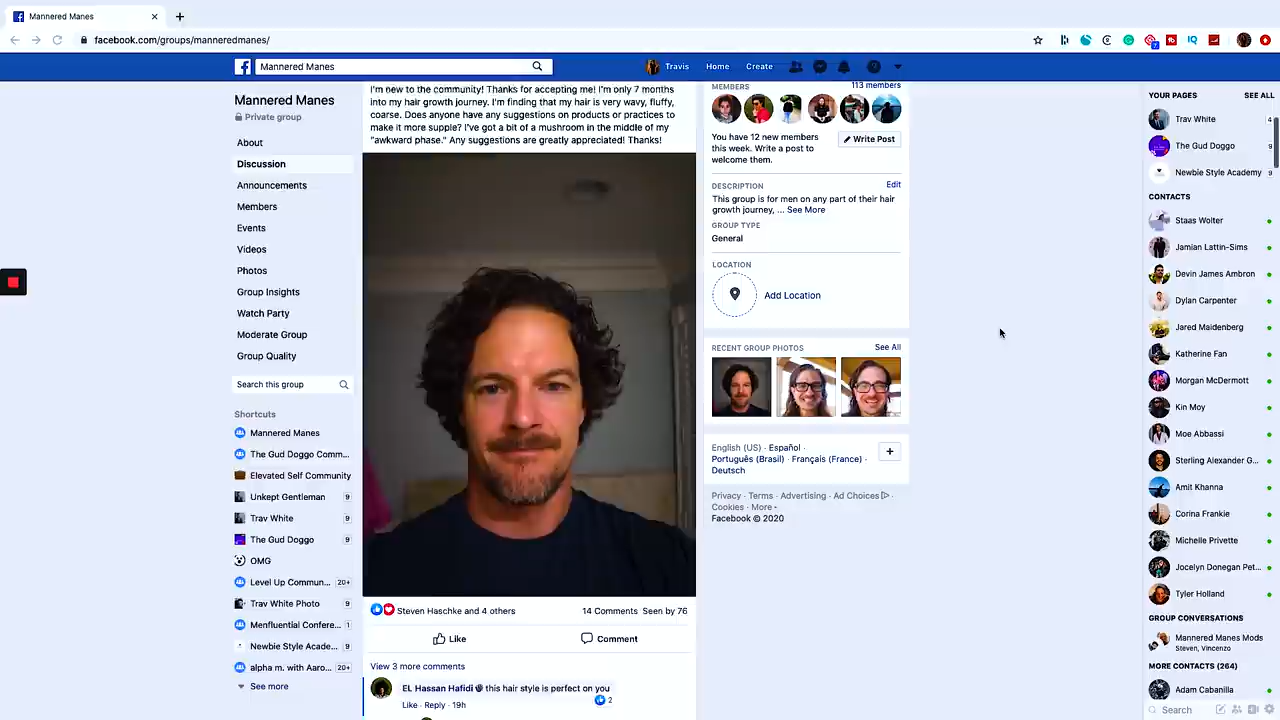 Mannered Manes
facebook.com/groups/manneredmanes/
Mannered Manes
Travis
Home
Create
Mannered Manes
Private group
About
Discussion
Announcements
Members
Events
Videos
Photos
Group Insights
Watch Party
Moderate Group
Group Quality
Search this group
Shortcuts
Mannered Manes
The Gud Doggo Comm...
Elevated Self Community
Unkept Gentleman 9
Trav White 9
The Gud Doggo 9
OMG
Level Up Commun... 20+
Trav White Photo 9
Menfluential Confere... 1
Newbie Style Acade... 9
alpha m. with Aaro... 20+
See more
I'm new to the community! Thanks for accepting me! I'm only 7 months
into my hair growth journey. I'm finding that my hair is very wavy, fluffy,
coarse. Does anyone have any suggestions on products or practices to
make it more supple? I've got a bit of a mushroom in the middle of my
"awkward phase." Any suggestions are greatly appreciated! Thanks!
Steven Haschke and 4 others
14 Comments Seen by 76
Like
Comment
View 3 more comments
EL Hassan Hafidi this hair style is perfect on you
2
Like · Reply · 19h
MEMBERS
113 members
You have 12 new members
this week. Write a post to
welcome them.
Write Post
DESCRIPTION
Edit
This group is for men on any part of their hair
growth journey, ... See More
GROUP TYPE
General
LOCATION
Add Location
RECENT GROUP PHOTOS
See All
English (US) · Español ·
Português (Brasil) · Français (France) ·
Deutsch
Privacy · Terms · Advertising · Ad Choices ·
Cookies · More
Facebook © 2020
YOUR PAGES
SEE ALL
Trav White 4
The Gud Doggo 9
Newbie Style Academy 9
CONTACTS
Staas Wolter
Jamian Lattin-Sims
Devin James Ambron
Dylan Carpenter
Jared Maidenberg
Katherine Fan
Morgan McDermott
Kin Moy
Moe Abbassi
Sterling Alexander G...
Amit Khanna
Corina Frankie
Michelle Privette
Jocelyn Donegan Pet...
Tyler Holland
GROUP CONVERSATIONS
Mannered Manes Mods
Steven, Vincenzo
MORE CONTACTS (264)
Adam Cabanilla
Search